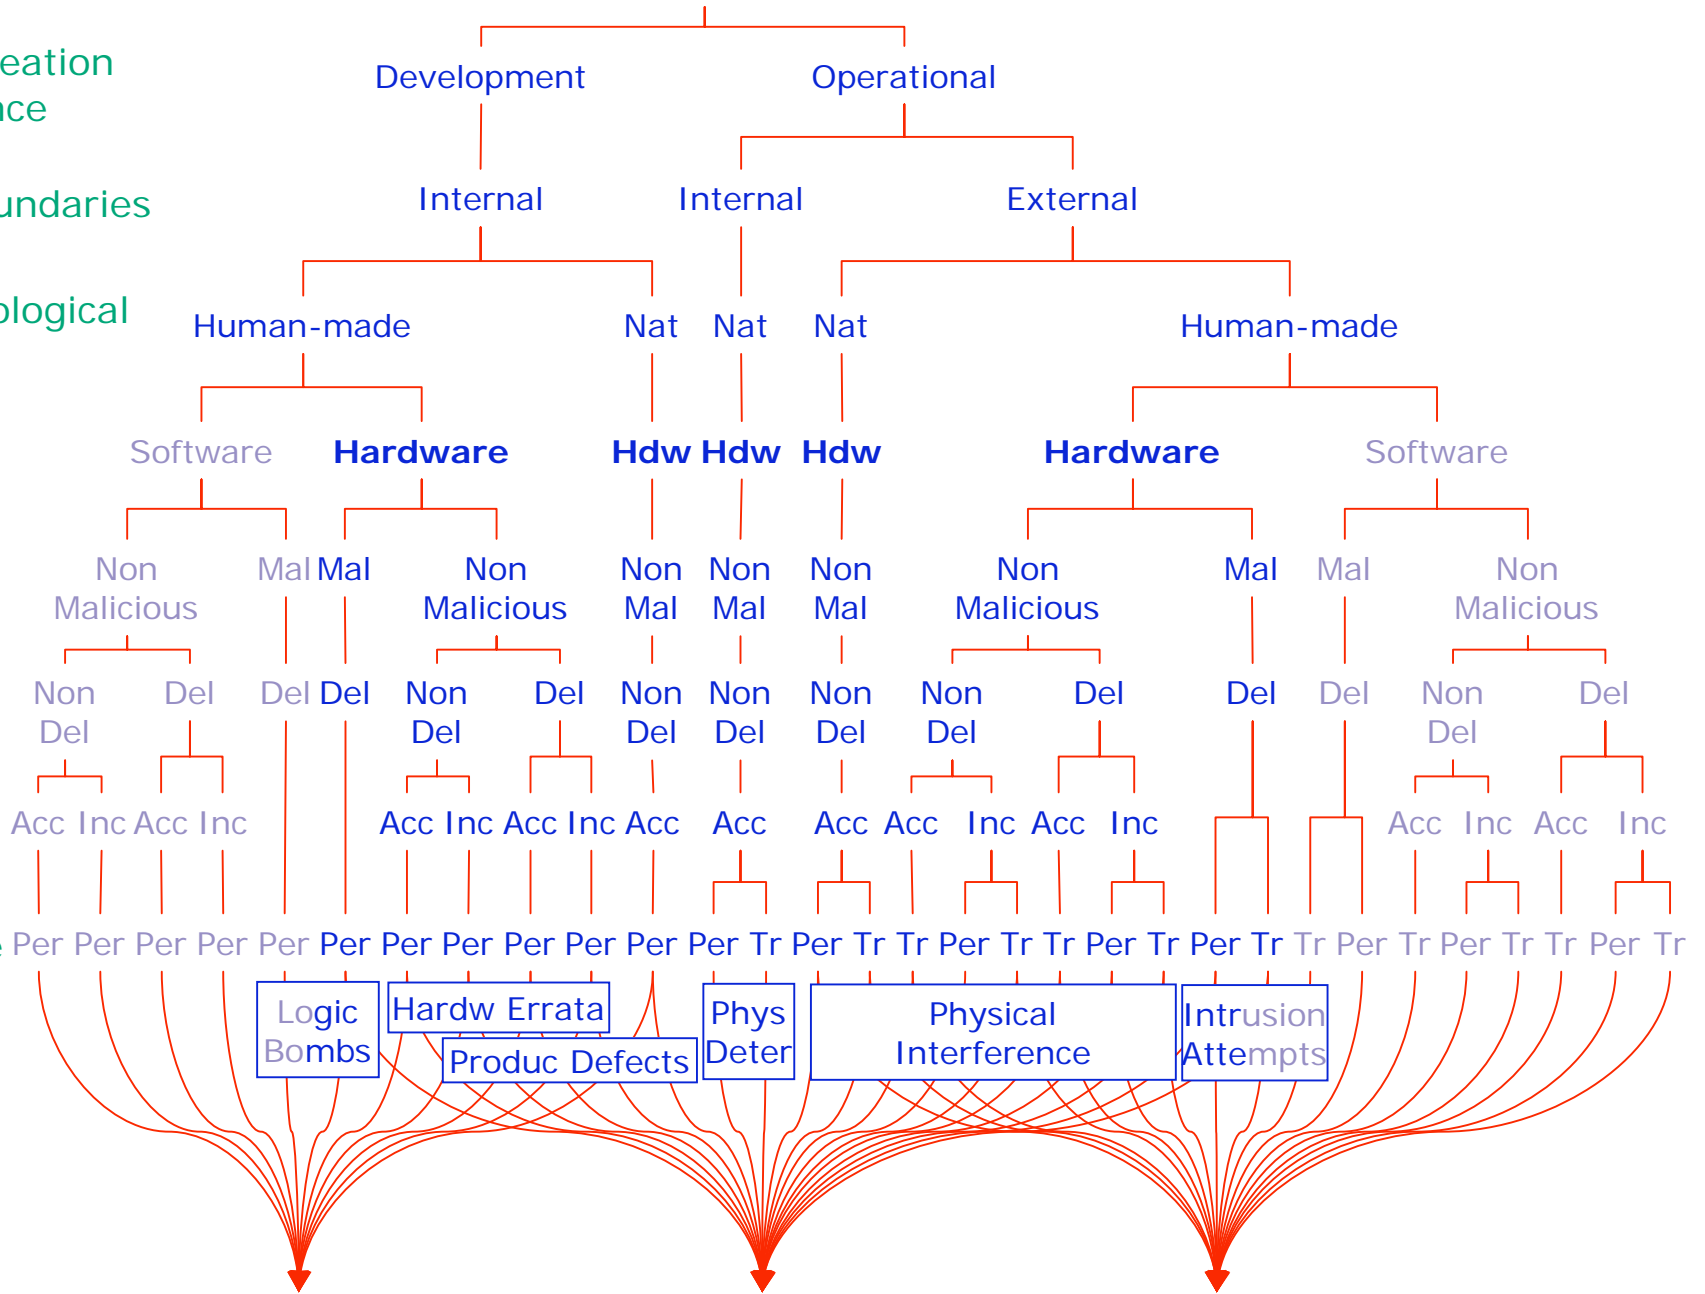 eation
nce
Development Operational
undaries
Internal Internal External
ological
Human-made Nat Nat Nat Human-made
Software Hardware Hdw Hdw Hdw Hardware Software
Non Mal Mal Non Non Non Non Non Mal Mal Non
Malicious Malicious Mal Mal Mal Malicious Malicious
Non Del Del Del Non Del Non Non Non Non Del Del Del Non Del
Del Del Del Del Del Del Del
Acc Inc Acc Inc Acc Inc Acc Inc Acc Acc Acc Acc Inc Acc Inc Acc Inc Acc Inc
e Per Per Per Per Per Per Per Per Per Per Per Per Tr Per Tr Tr Per Tr Tr Per Tr Per Tr Tr Per Tr Per Tr Tr Per Tr
Logic
Bombs
Hardw Errata
Produc Defects
Phys
Deter
Physical
Interference
Intrusion
Attempts